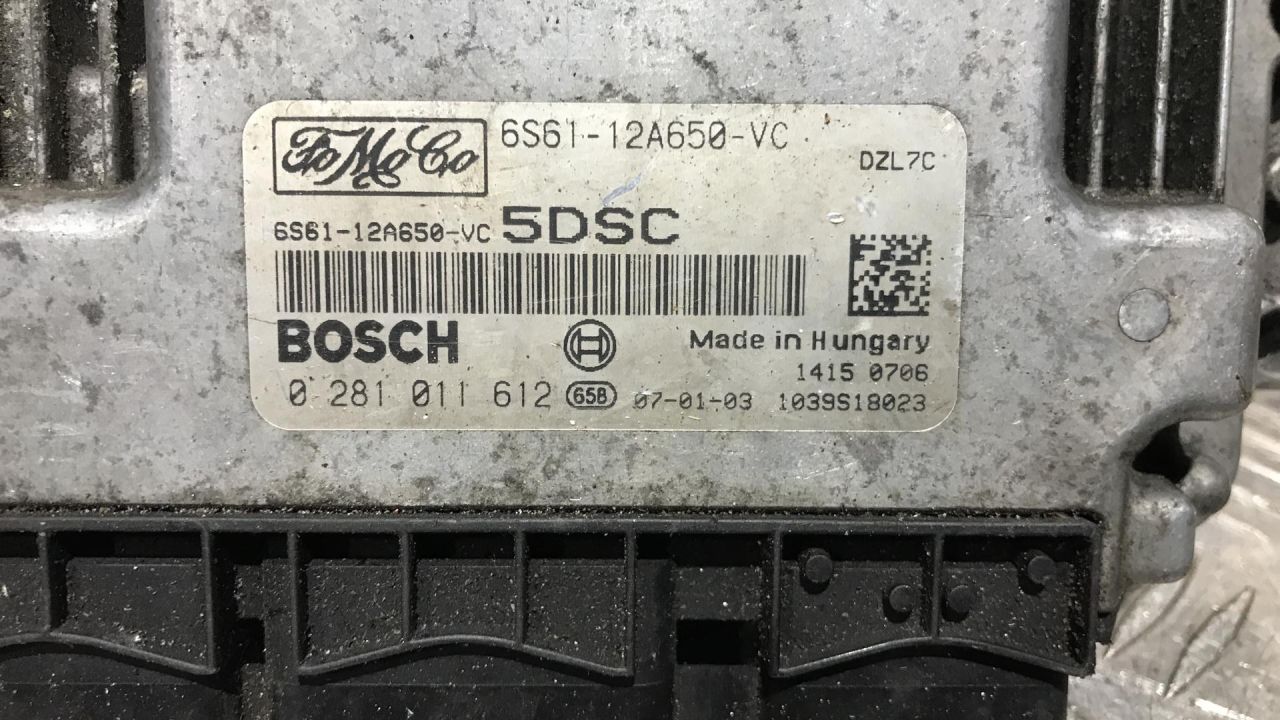 FoMoCo 6S61-12A650-VC
DZL7C
6S61-12A650-VC 5DSC
BOSCH Made in Hungary
1415 0706
0 281 011 612 658 07-01-03 1039S18023